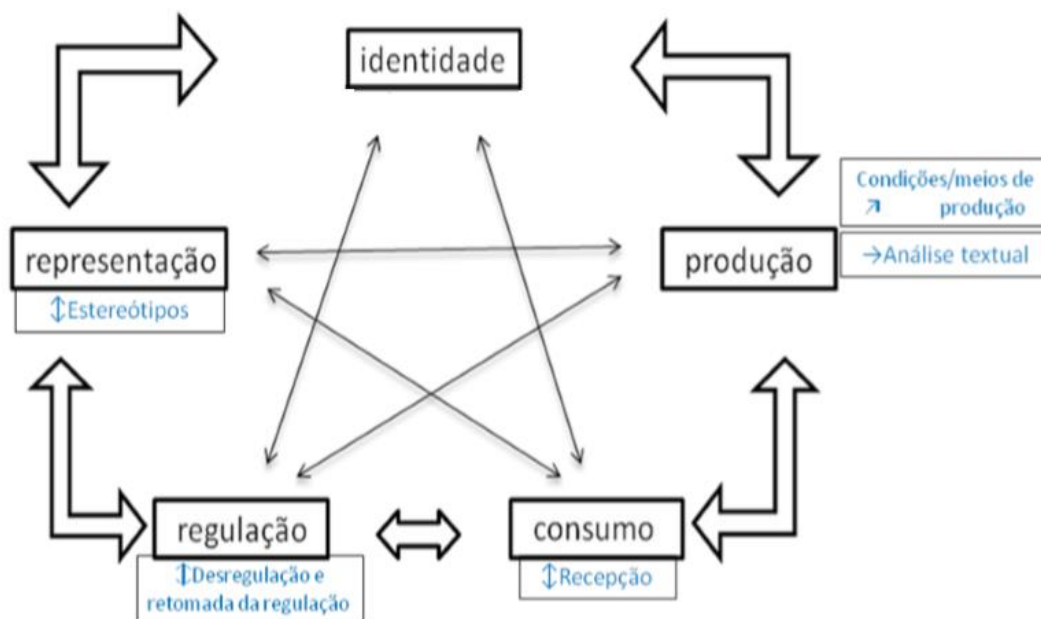 identidade
Condições/meios de
↗ produção
representação
produção
→Análise textual
↕Estereótipos
regulação
consumo
↕Desregulação e
retomada da regulação
↕Recepção